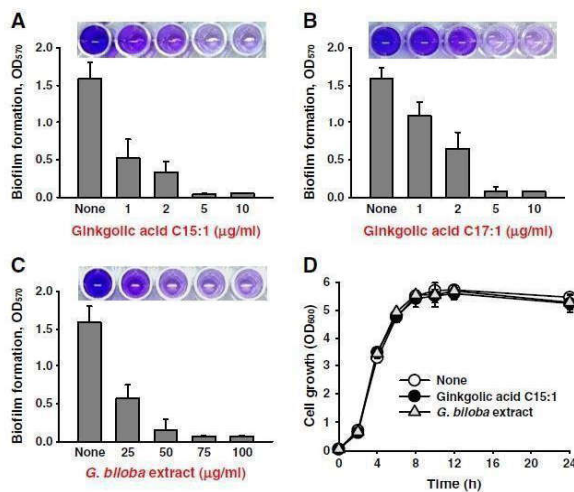 A
Biofilm formation, OD570
2.0
1.5
1.0
0.5
0.0
None 1 2 5 10
Ginkgolic acid C15:1 (μg/ml)
B
Biofilm formation, OD570
2.0
1.5
1.0
0.5
0.0
None 1 2 5 10
Ginkgolic acid C17:1 (μg/ml)
C
Biofilm formation, OD570
2.0
1.5
1.0
0.5
0.0
None 25 50 75 100
G. biloba extract (μg/ml)
D
Cell growth (OD600)
6
5
4
3
2
1
0
None
Ginkgolic acid C15:1
G. biloba extract
0 4 8 12 16 20 24
Time (h)